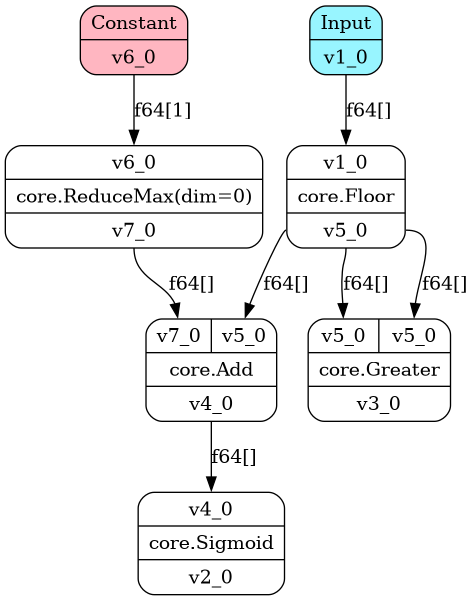 Constant
v6_0
Input
v1_0
f64[1]
f64[]
v6_0
core.ReduceMax(dim=0)
v7_0
v1_0
core.Floor
v5_0
f64[]
f64[]
f64[]
f64[]
v7_0 v5_0
core.Add
v4_0
v5_0 v5_0
core.Greater
v3_0
f64[]
v4_0
core.Sigmoid
v2_0